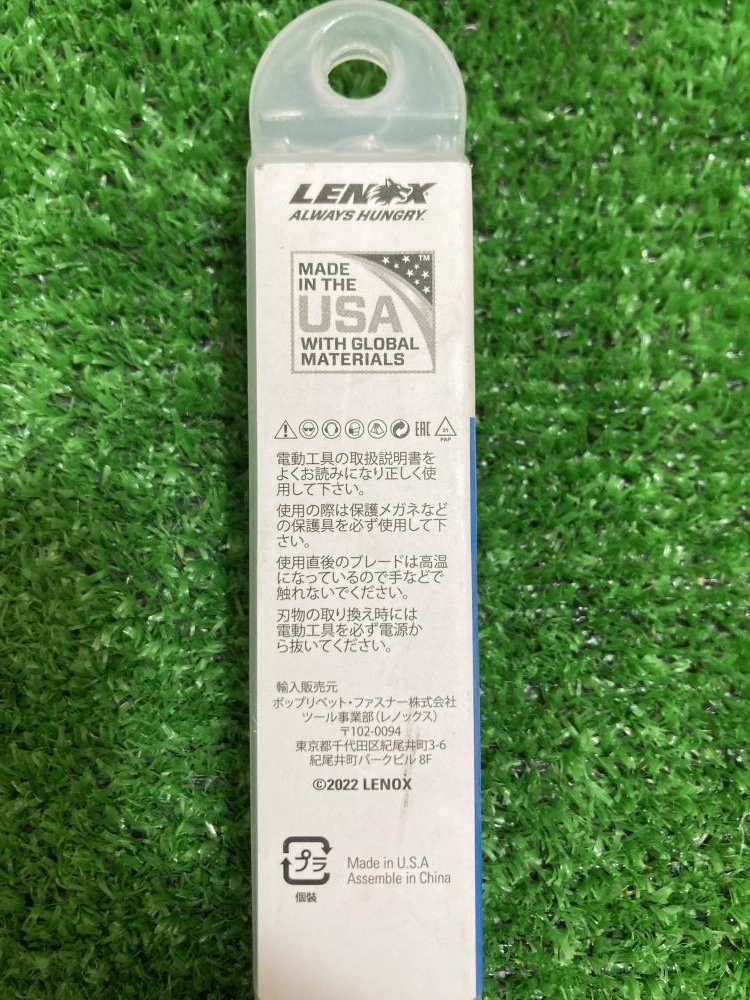 LENOX
ALWAYS HUNGRY.
MADE
IN THE
USA
WITH GLOBAL
MATERIALS
TM
EAC
21
PAP
電動工具の取扱説明書を
よくお読みになり正しく使
用して下さい。
使用の際は保護メガネなど
の保護具を必ず使用して下
さい。
使用直後のブレードは高温
になっているので手などで
触れないでください。
刃物の取り換え時には
電動工具を必ず電源か
ら抜いてください。
輸入販売元
ポップリベット・ファスナー株式会社
ツール事業部(レノックス)
〒102-0094
東京都千代田区紀尾井町3-6
紀尾井町パークビル 8F
©2022 LENOX
プラ
個装
Made in U.S.A
Assemble in China